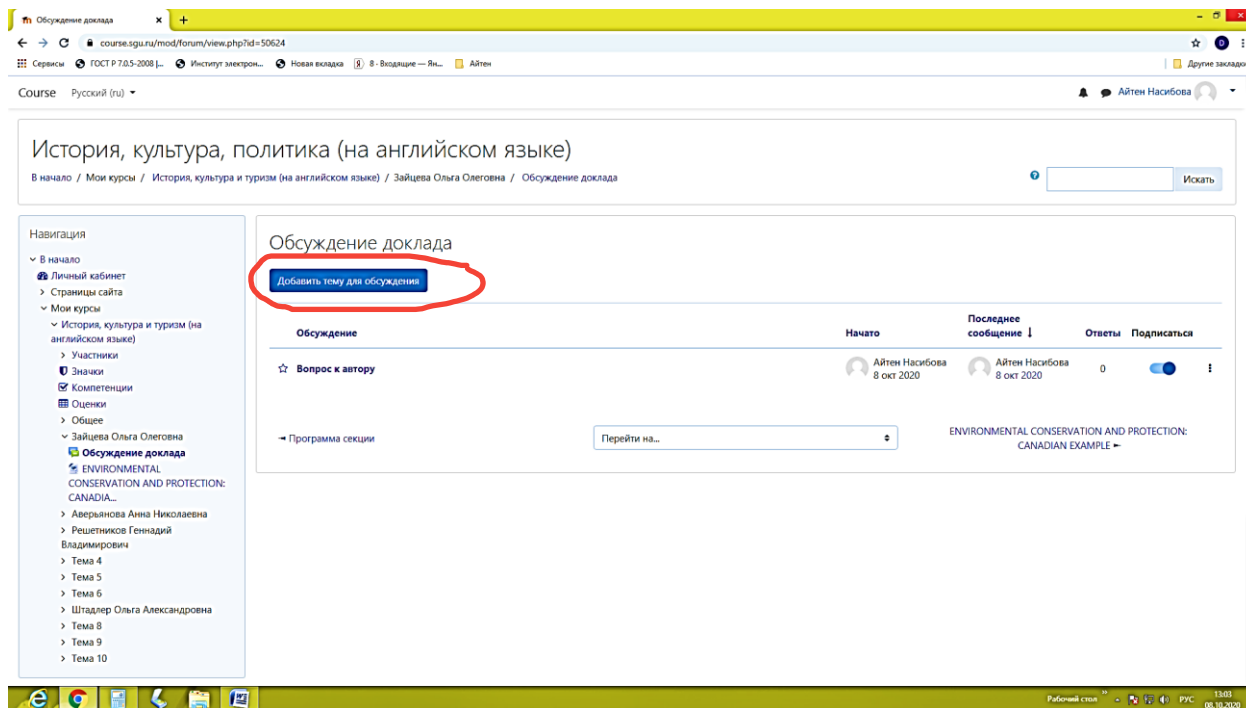 Обсуждение доклада
course.sgu.ru/mod/forum/view.php?id=50624
Сервисы ГОСТ Р 7.0.5-2008 |... Институт электрон... Новая вкладка 8 · Входящие — Ян... Айтен Другие закладки
Course Русский (ru) Айтен Насибова
История, культура, политика (на английском языке)
В начало / Мои курсы / История, культура и туризм (на английском языке) / Зайцева Ольга Олеговна / Обсуждение доклада
Искать
Навигация
В начало
Личный кабинет
Страницы сайта
Мои курсы
История, культура и туризм (на
английском языке)
Участники
Значки
Компетенции
Оценки
Общее
Зайцева Ольга Олеговна
Обсуждение доклада
ENVIRONMENTAL
CONSERVATION AND PROTECTION:
CANADIA...
Аверьянова Анна Николаевна
Решетников Геннадий
Владимирович
Тема 4
Тема 5
Тема 6
Штадлер Ольга Александровна
Тема 8
Тема 9
Тема 10
Обсуждение доклада
Добавить тему для обсуждения
Обсуждение Начато Последнее сообщение ↓ Ответы Подписаться
Вопрос к автору Айтен Насибова Айтен Насибова 0
8 окт 2020 8 окт 2020
Программа секции
Перейти на...
ENVIRONMENTAL CONSERVATION AND PROTECTION:
CANADIAN EXAMPLE
Рабочий стол РУС 13:03
08.10.2020